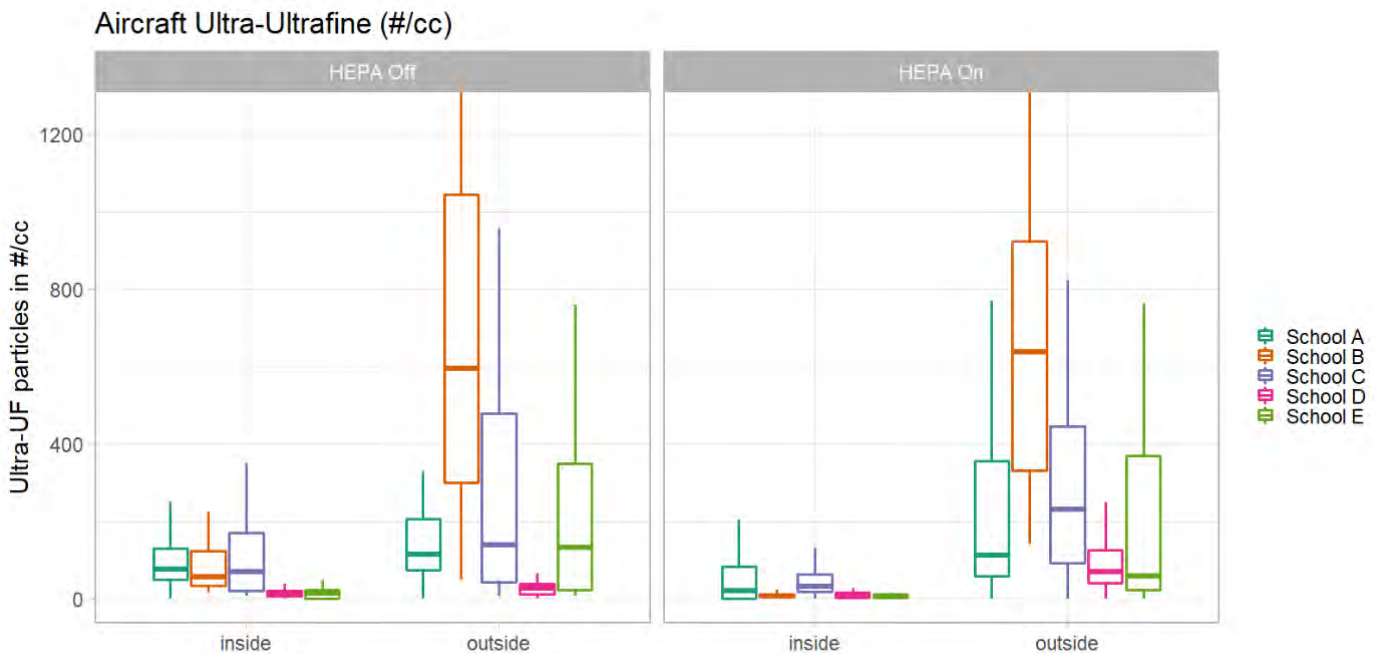 Aircraft Ultra-Ultrafine (#/cc)
HEPA Off
HEPA On
Ultra-UF particles in #/cc
1200
800
400
0
inside
outside
inside
outside
School A
School B
School C
School D
School E